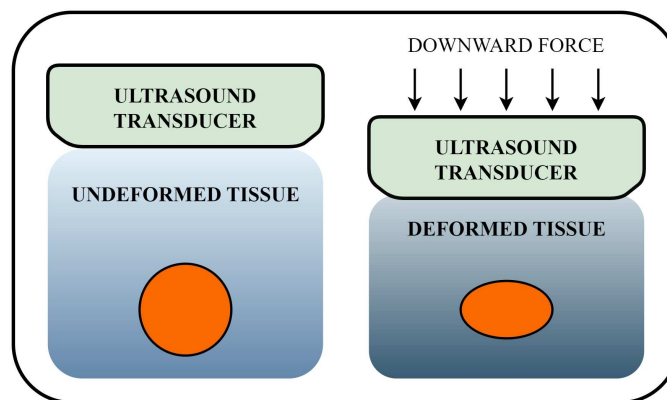 ULTRASOUND
TRANSDUCER
UNDEFORMED TISSUE
DOWNWARD FORCE
ULTRASOUND
TRANSDUCER
DEFORMED TISSUE